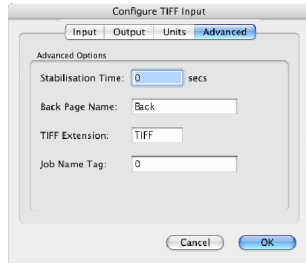 Configure TIFF Input
Input Output Units Advanced
Advanced Options
Stabilisation Time: 0 secs
Back Page Name: Back
TIFF Extension: TIFF
Job Name Tag: 0
Cancel OK